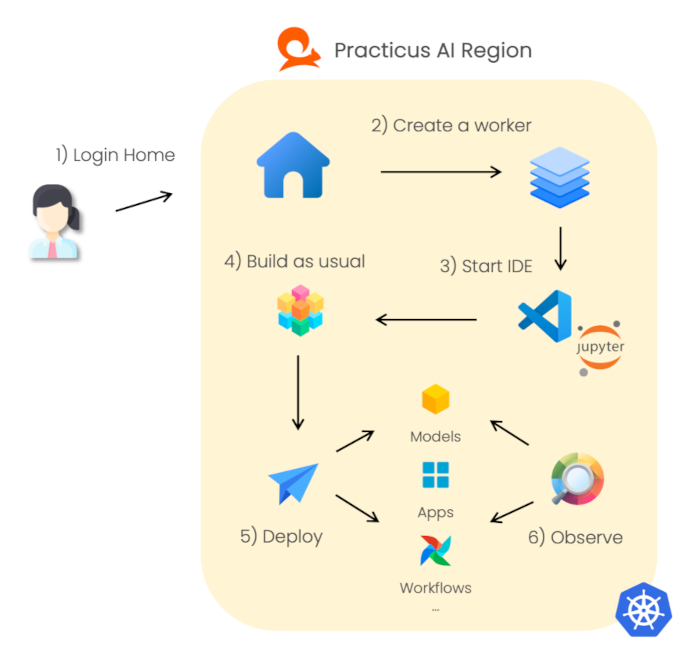 Practicus AI Region
1) Login Home
2) Create a worker
4) Build as usual
3) Start IDE
jupyter
Models
Apps
5) Deploy
6) Observe
Workflows
...